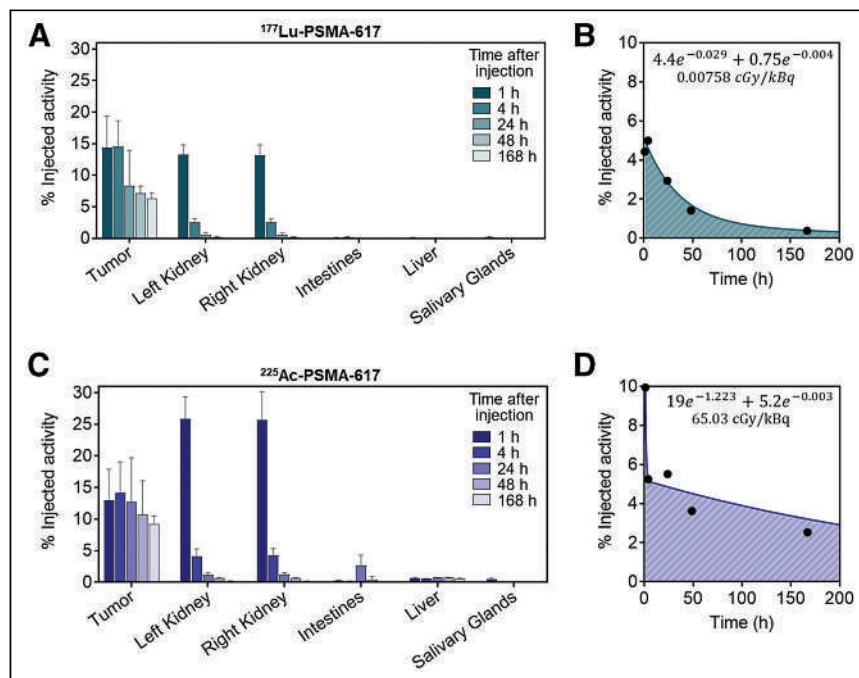 A
177Lu-PSMA-617
% Injected activity
30
25
20
15
10
5
0
Time after
injection
1 h
4 h
24 h
48 h
168 h
Tumor
Left Kidney
Right Kidney
Intestines
Liver
Salivary Glands
B
% Injected activity
10
8
6
4
2
0
4.4e^−0.029 + 0.75e^−0.004
0.00758 cGy/kBq
0 50 100 150 200
Time (h)
C
225Ac-PSMA-617
% Injected activity
30
25
20
15
10
5
0
Time after
injection
1 h
4 h
24 h
48 h
168 h
Tumor
Left Kidney
Right Kidney
Intestines
Liver
Salivary Glands
D
% Injected activity
10
8
6
4
2
0
19e^−1.223 + 5.2e^−0.003
65.03 cGy/kBq
0 50 100 150 200
Time (h)